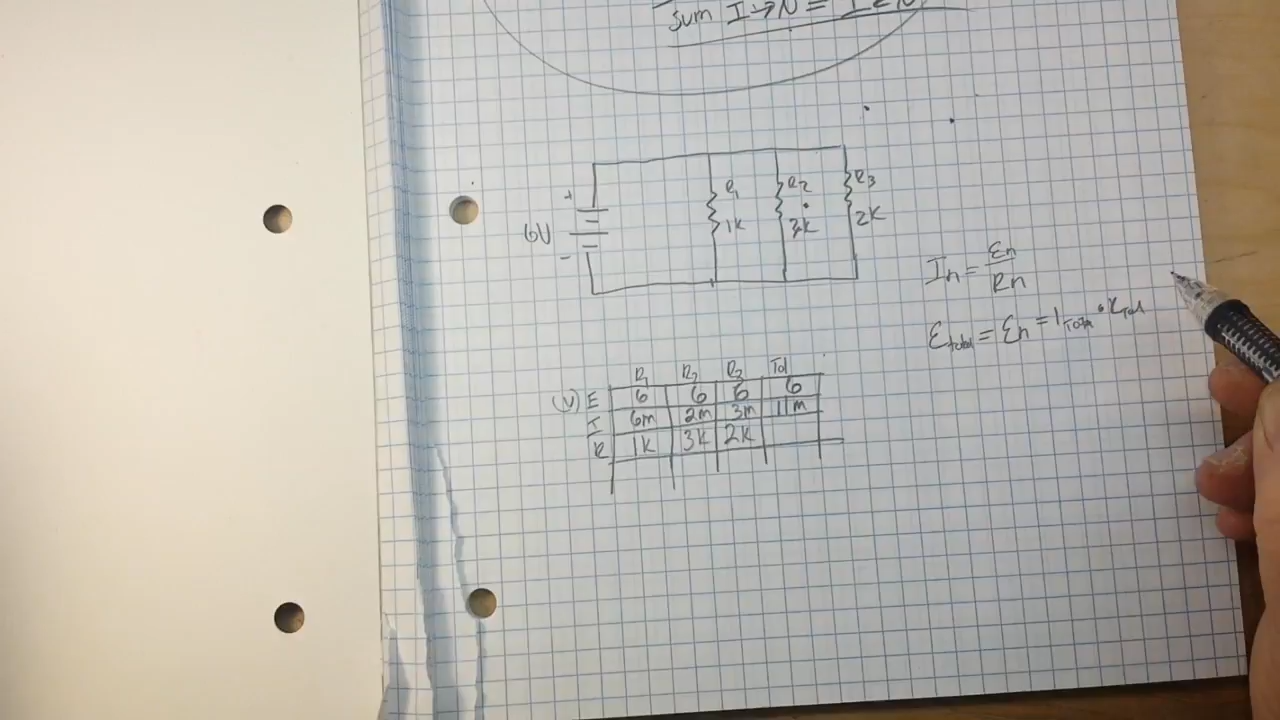 sum I→N =
+
6V
-
R1
1K
R2
3K
R3
2K
In = En / Rn
Etotal = En = ITotal • RTotal
R1 R2 R3 Tot
(V) E 6 6 6 6
I 6m 2m 3m 11m
R 1K 3K 2K